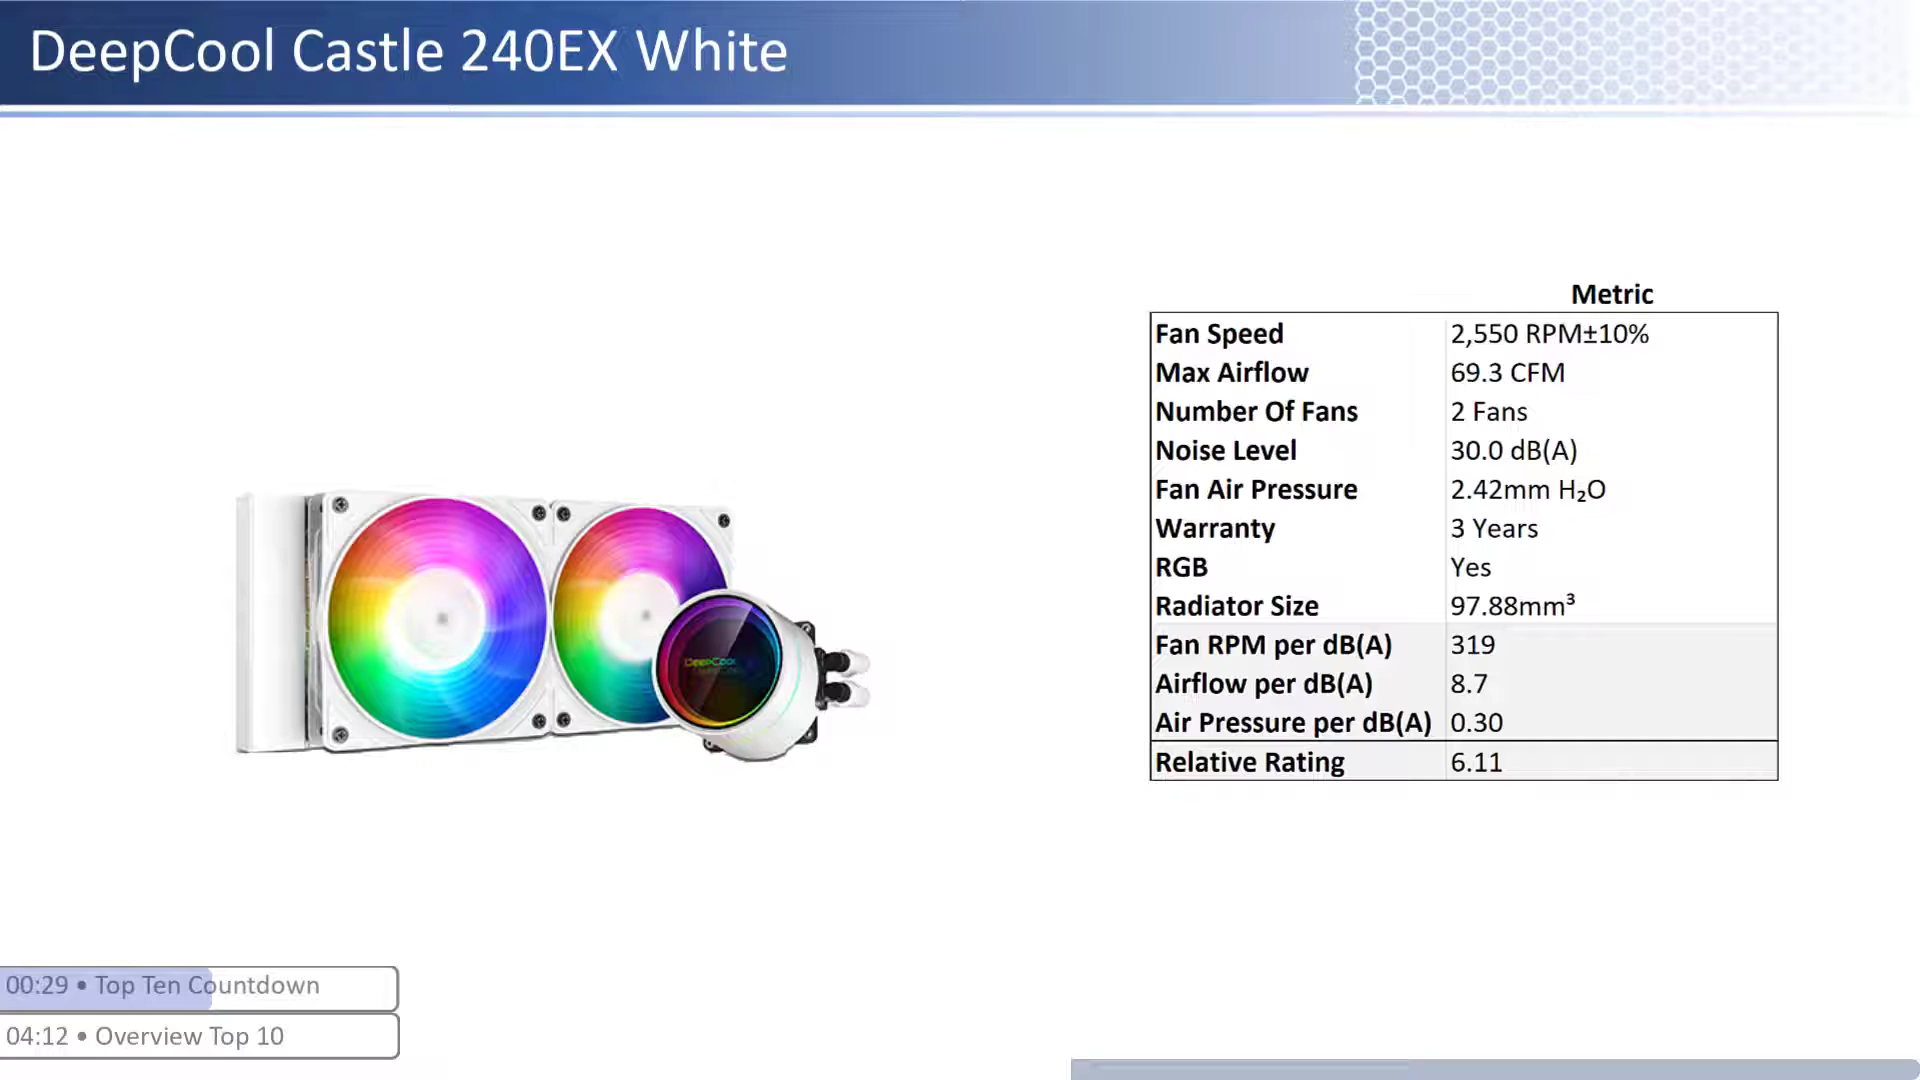 DeepCool Castle 240EX White
Metric
Fan Speed 2,550 RPM±10%
Max Airflow 69.3 CFM
Number Of Fans 2 Fans
Noise Level 30.0 dB(A)
Fan Air Pressure 2.42mm H₂O
Warranty 3 Years
RGB Yes
Radiator Size 97.88mm³
Fan RPM per dB(A) 319
Airflow per dB(A) 8.7
Air Pressure per dB(A) 0.30
Relative Rating 6.11
DEEPCOOL
00:29 • Top Ten Countdown
04:12 • Overview Top 10